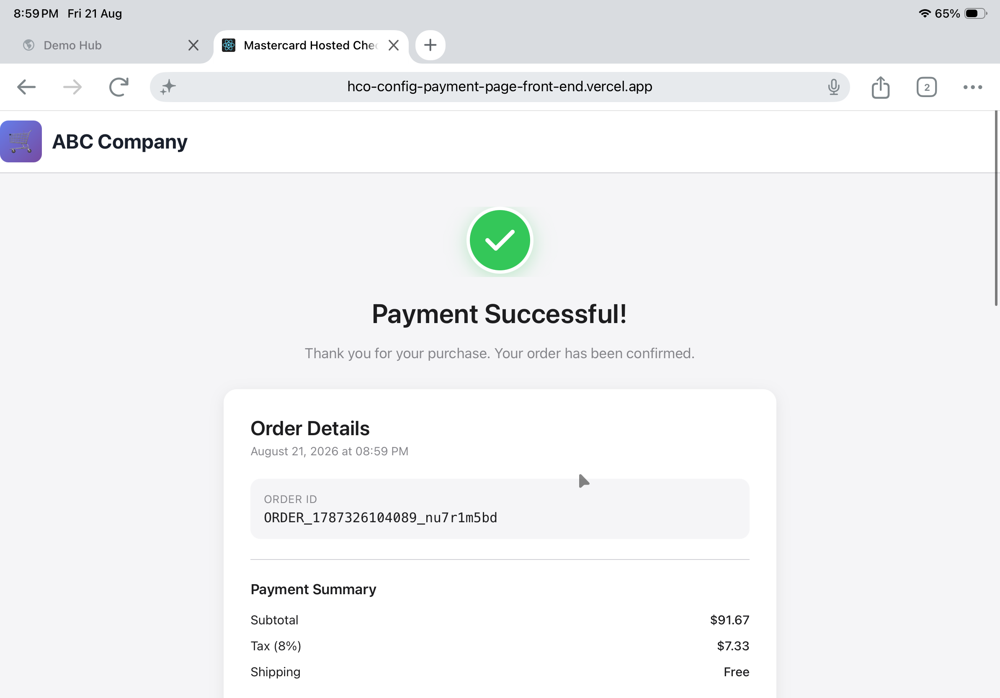 8:59 PM Fri 21 Aug
65%
Demo Hub
Mastercard Hosted Chec
hco-config-payment-page-front-end.vercel.app
2
ABC Company
Payment Successful!
Thank you for your purchase. Your order has been confirmed.
Order Details
August 21, 2026 at 08:59 PM
ORDER ID
ORDER_1787326104089_nu7r1m5bd
Payment Summary
Subtotal $91.67
Tax (8%) $7.33
Shipping Free